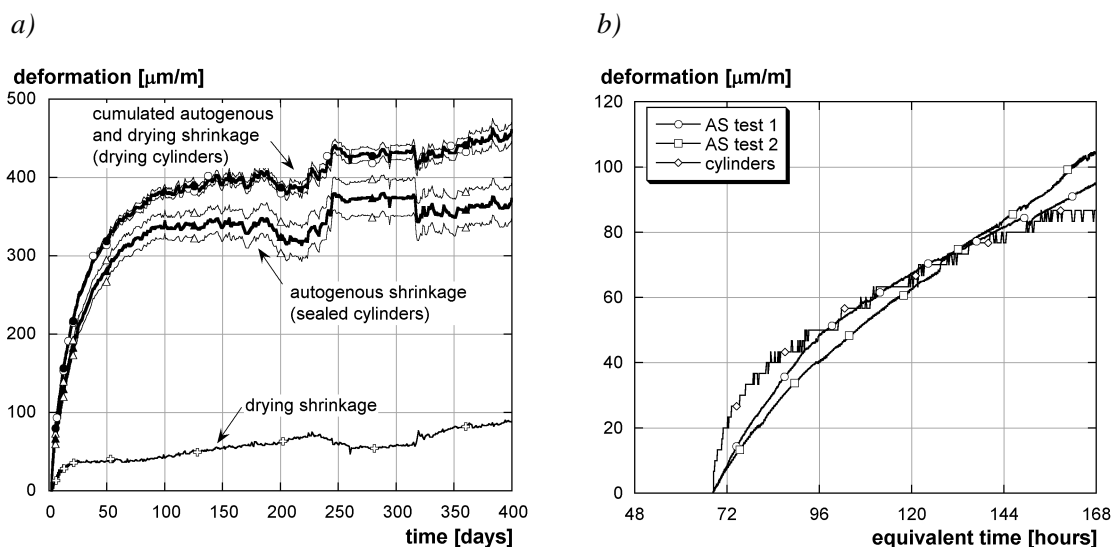 a)
deformation [μm/m]
500
400
300
200
100
0
cumulated autogenous
and drying shrinkage
(drying cylinders)
autogenous shrinkage
(sealed cylinders)
drying shrinkage
0 50 100 150 200 250 300 350 400
time [days]
b)
deformation [μm/m]
120
100
80
60
40
20
0
AS test 1
AS test 2
cylinders
48 72 96 120 144 168
equivalent time [hours]